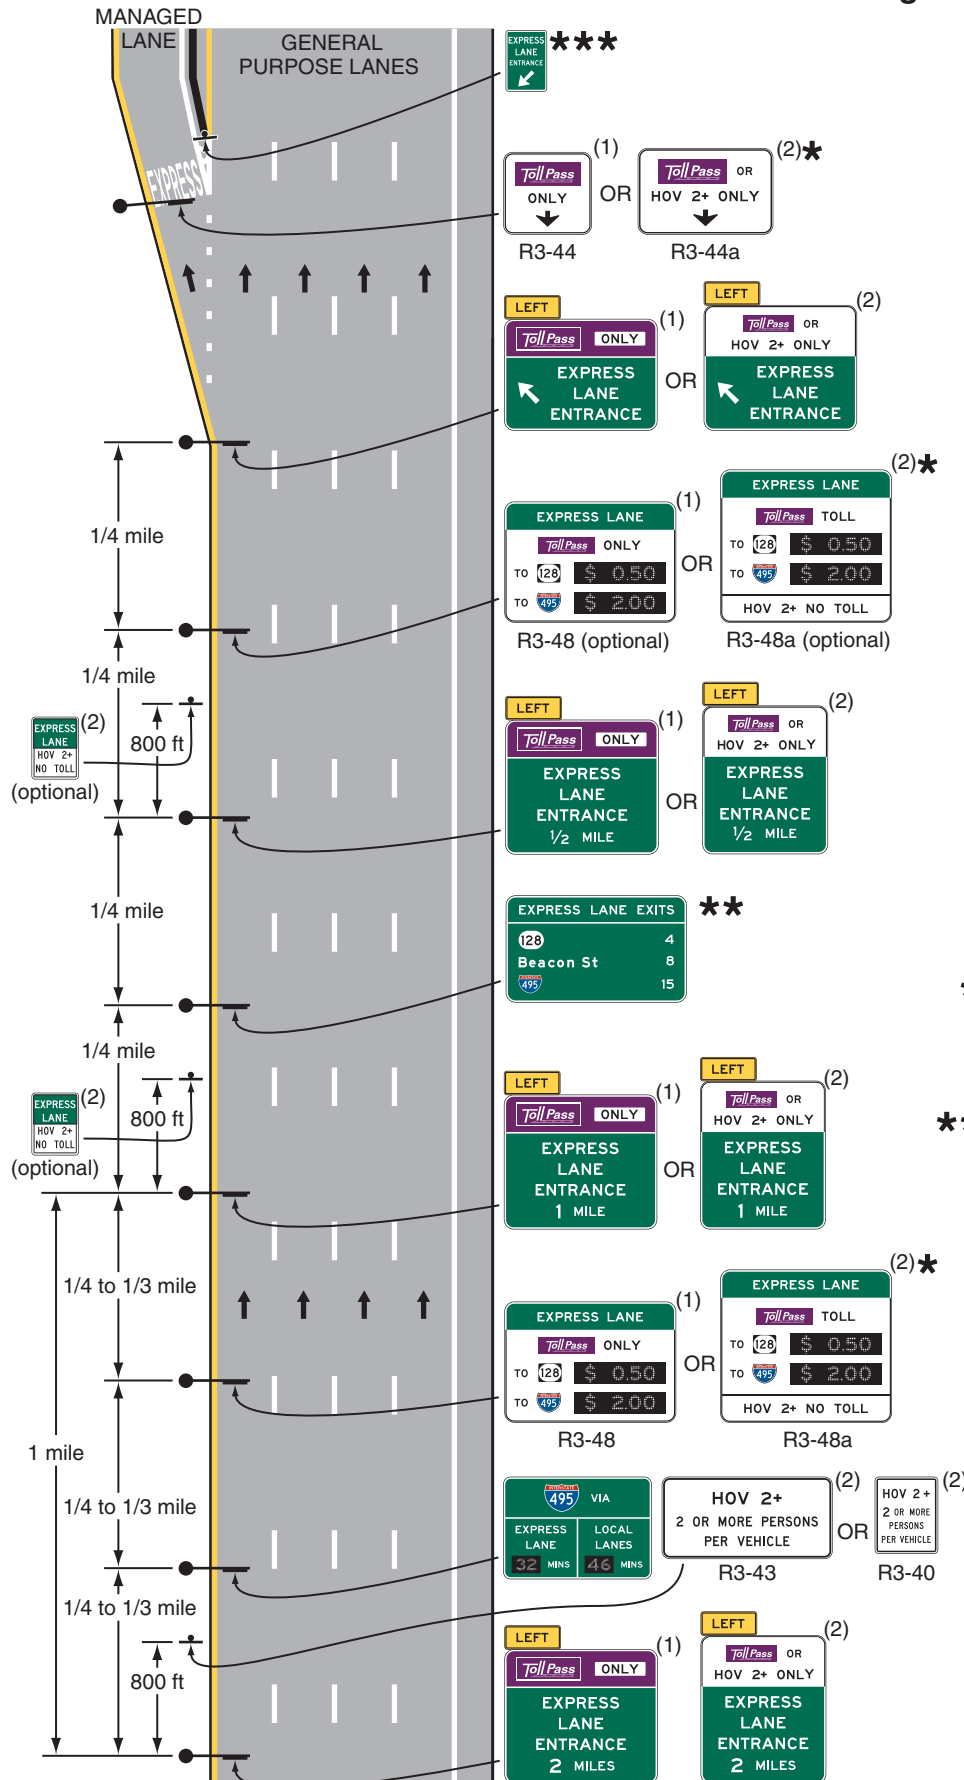 g
MANAGED
LANE
GENERAL
PURPOSE LANES
EXPRESS
LANE
ENTRANCE
★★★
EXPRESS
Toll Pass
ONLY
(1)
OR
Toll Pass OR
HOV 2+ ONLY
(2)★
R3-44
R3-44a
LEFT
Toll Pass ONLY
EXPRESS
LANE
ENTRANCE
(1)
OR
LEFT
Toll Pass OR
HOV 2+ ONLY
EXPRESS
LANE
ENTRANCE
(2)
1/4 mile
EXPRESS LANE
Toll Pass ONLY
TO 128 $ 0.50
TO 495 $ 2.00
(1)
OR
EXPRESS LANE
Toll Pass TOLL
TO 128 $ 0.50
TO 495 $ 2.00
HOV 2+ NO TOLL
(2)★
R3-48 (optional)
R3-48a (optional)
1/4 mile
EXPRESS
LANE
HOV 2+
NO TOLL
(2)
(optional)
800 ft
LEFT
Toll Pass ONLY
EXPRESS
LANE
ENTRANCE
1/2 MILE
(1)
OR
LEFT
Toll Pass OR
HOV 2+ ONLY
EXPRESS
LANE
ENTRANCE
1/2 MILE
(2)
1/4 mile
EXPRESS LANE EXITS
128 4
Beacon St 8
INTERSTATE
495 15
★★
1/4 mile
EXPRESS
LANE
HOV 2+
NO TOLL
(2)
(optional)
800 ft
LEFT
Toll Pass ONLY
EXPRESS
LANE
ENTRANCE
1 MILE
(1)
OR
LEFT
Toll Pass OR
HOV 2+ ONLY
EXPRESS
LANE
ENTRANCE
1 MILE
(2)
1/4 to 1/3 mile
EXPRESS LANE
Toll Pass ONLY
TO 128 $ 0.50
TO 495 $ 2.00
(1)
OR
EXPRESS LANE
Toll Pass TOLL
TO 128 $ 0.50
TO 495 $ 2.00
HOV 2+ NO TOLL
(2)★
R3-48
R3-48a
1 mile
1/4 to 1/3 mile
INTERSTATE
495 VIA
EXPRESS
LANE
32 MINS
LOCAL
LANES
46 MINS
HOV 2+
2 OR MORE PERSONS
PER VEHICLE
(2)
OR
HOV 2+
2 OR MORE
PERSONS
PER VEHICLE
(2)
R3-43
R3-40
1/4 to 1/3 mile
800 ft
LEFT
Toll Pass ONLY
EXPRESS
LANE
ENTRANCE
2 MILES
(1)
LEFT
Toll Pass OR
HOV 2+ ONLY
EXPRESS
LANE
ENTRANCE
2 MILES
(2)